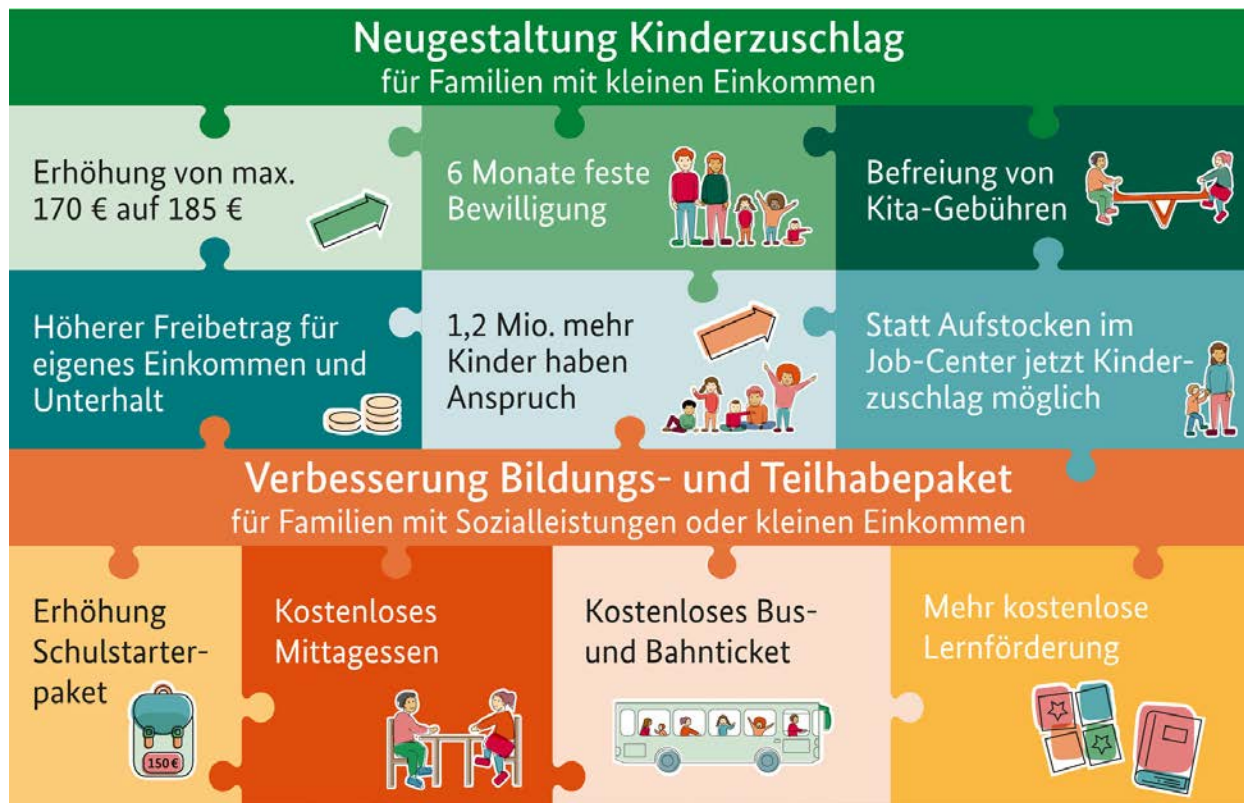 Neugestaltung Kinderzuschlag
für Familien mit kleinen Einkommen
Erhöhung von max.
170 € auf 185 €
6 Monate feste
Bewilligung
Befreiung von
Kita-Gebühren
Höherer Freibetrag für
eigenes Einkommen und
Unterhalt
1,2 Mio. mehr
Kinder haben
Anspruch
Statt Aufstocken im
Job-Center jetzt Kinder-
zuschlag möglich
Verbesserung Bildungs- und Teilhabepaket
für Familien mit Sozialleistungen oder kleinen Einkommen
Erhöhung
Schulstarter-
paket
150 €
Kostenloses
Mittagessen
Kostenloses Bus-
und Bahnticket
Mehr kostenlose
Lernförderung